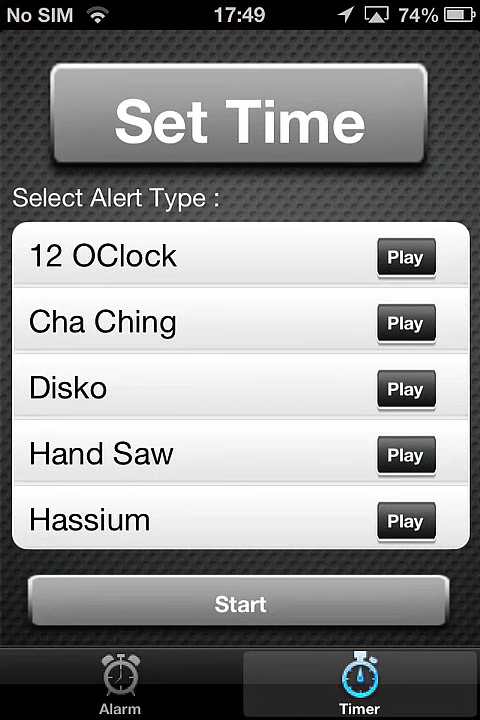 No SIM 17:49 74%
Set Time
Select Alert Type :
12 OClock Play
Cha Ching Play
Disko Play
Hand Saw Play
Hassium Play
Start
Alarm Timer